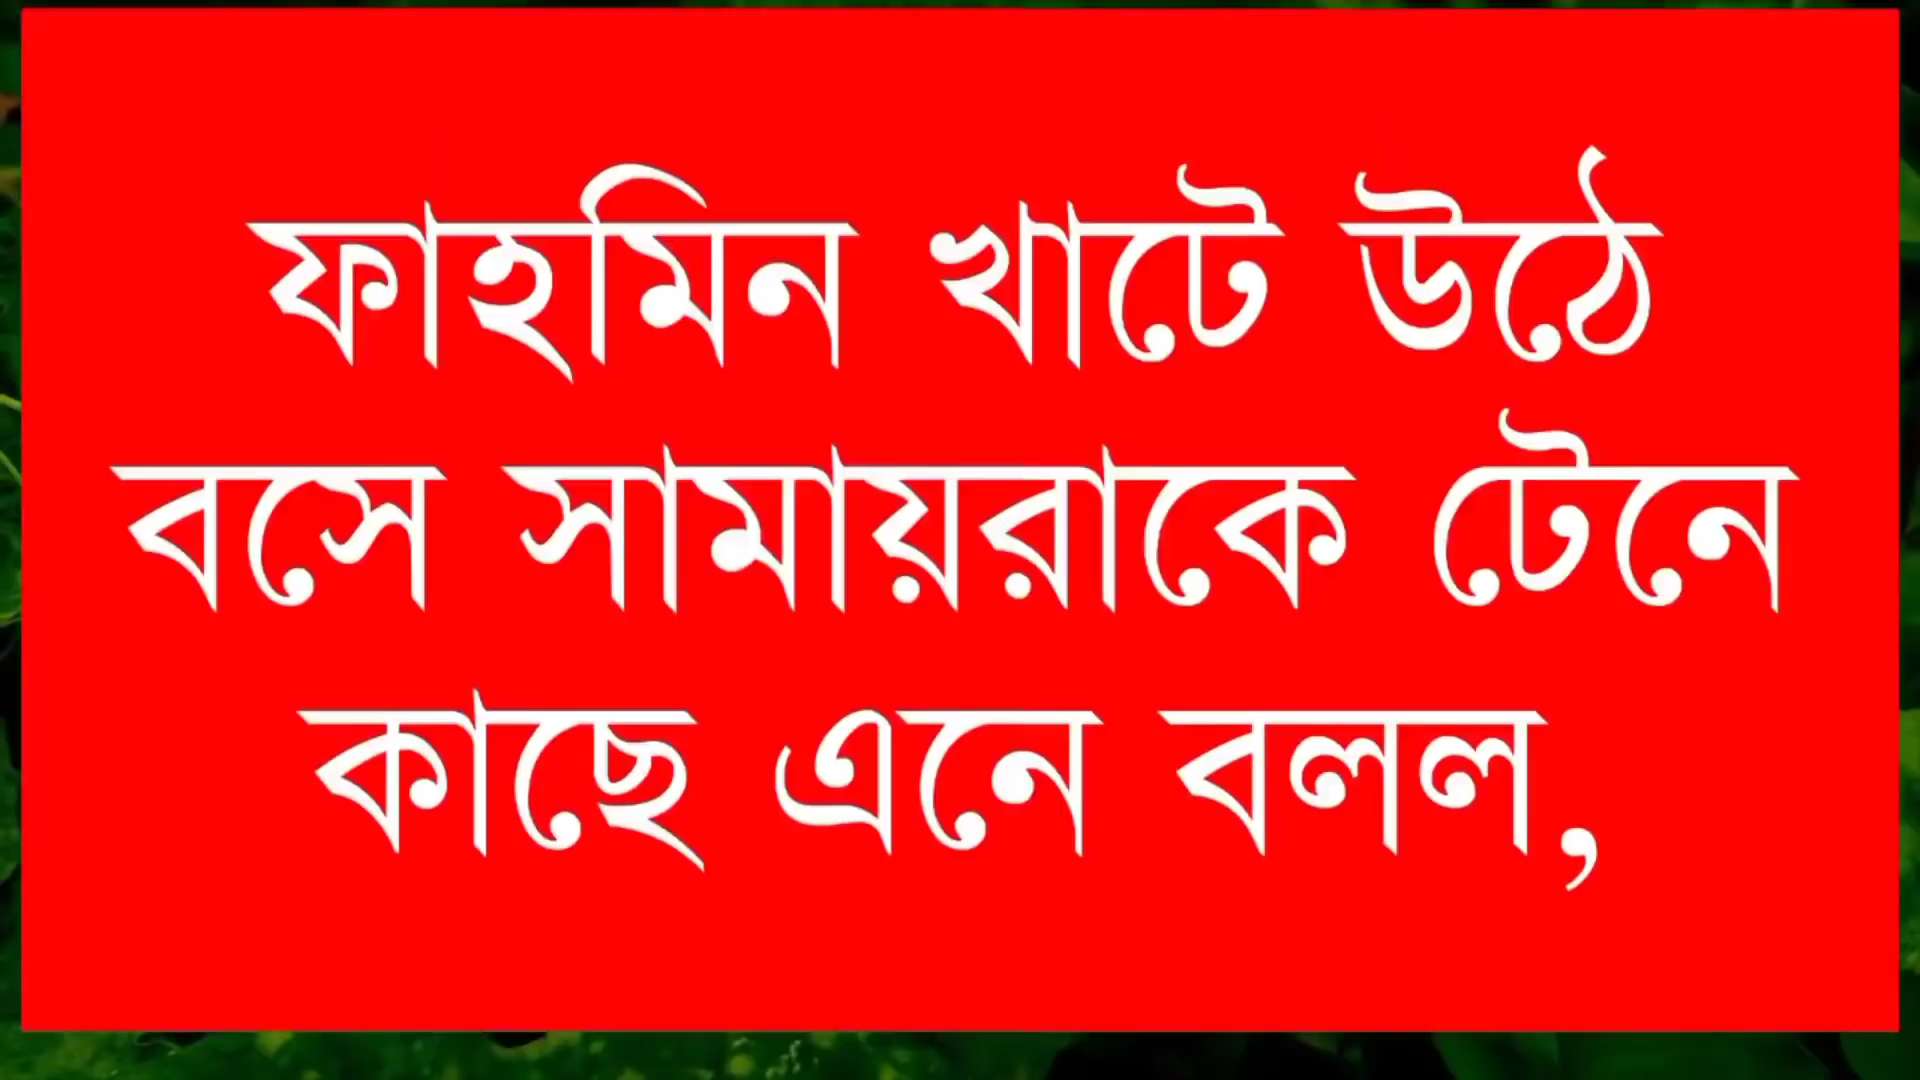 ফাহমিন খাটে উঠে
বসে সামায়রাকে টেনে
কাছে এনে বলল,